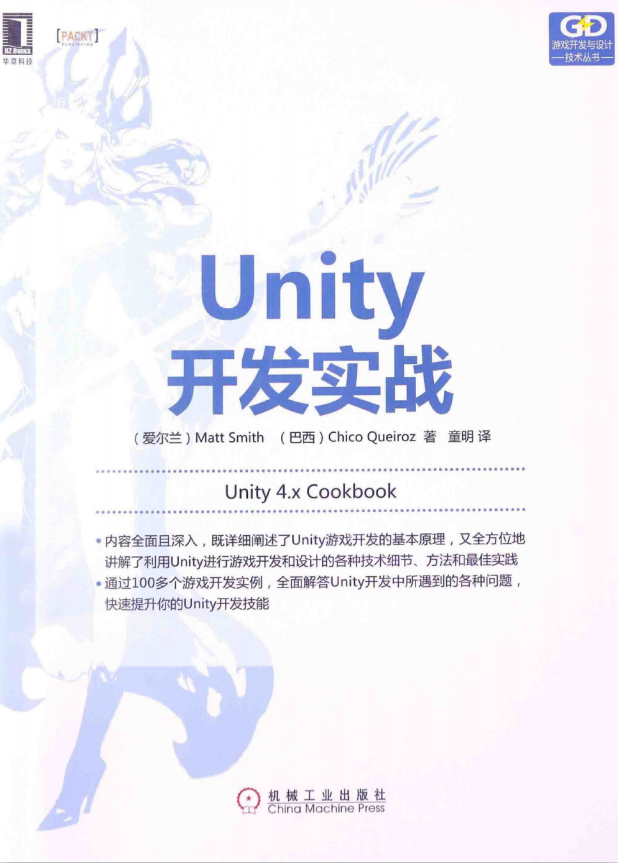 HZ Books
华章科技
[PACKT]
PUBLISHING
GD
游戏开发与设计
技术丛书
Unity
开发实战
（爱尔兰）Matt Smith （巴西）Chico Queiroz 著 童明 译
Unity 4.x Cookbook
• 内容全面且深入，既详细阐述了Unity游戏开发的基本原理，又全方位地
讲解了利用Unity进行游戏开发和设计的各种技术细节、方法和最佳实践
• 通过100多个游戏开发实例，全面解答Unity开发中所遇到的各种问题，
快速提升你的Unity开发技能
机械工业出版社
China Machine Press